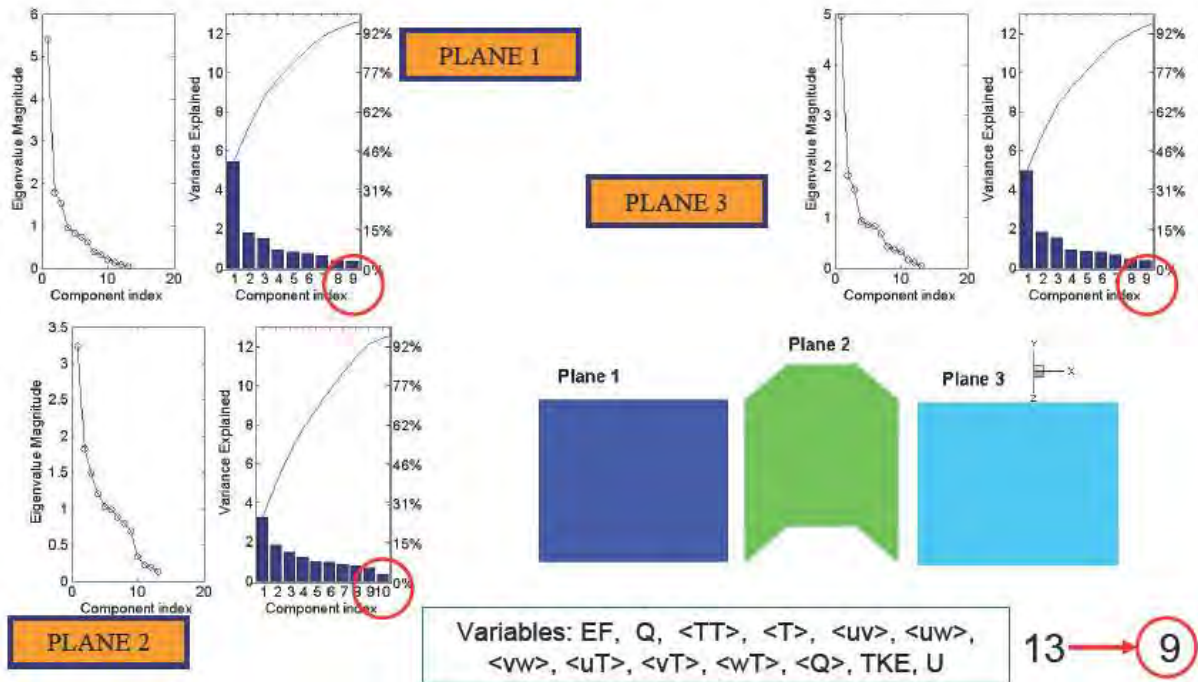 PLANE 1
6
5
4
3
2
1
0
0 10 20
Eigenvalue Magnitude
Component index
12
10
8
6
4
2
0
92%
77%
62%
46%
31%
15%
0%
Variance Explained
1 2 3 4 5 6 7 8 9
Component index
PLANE 3
5
4
3
2
1
0
0 10 20
Eigenvalue Magnitude
Component index
12
10
8
6
4
2
0
92%
77%
62%
46%
31%
15%
0%
Variance Explained
1 2 3 4 5 6 7 8 9
Component index
3.5
3
2.5
2
1.5
1
0.5
0
0 10 20
Eigenvalue Magnitude
Component index
12
10
8
6
4
2
0
92%
77%
62%
46%
31%
15%
0%
Variance Explained
1 2 3 4 5 6 7 8 9 10
Component index
PLANE 2
Plane 1
Plane 2
Plane 3
Y
X
Z
Variables: EF, Q, <TT>, <T>, <uv>, <uw>,
<vw>, <uT>, <vT>, <wT>, <Q>, TKE, U
13 9